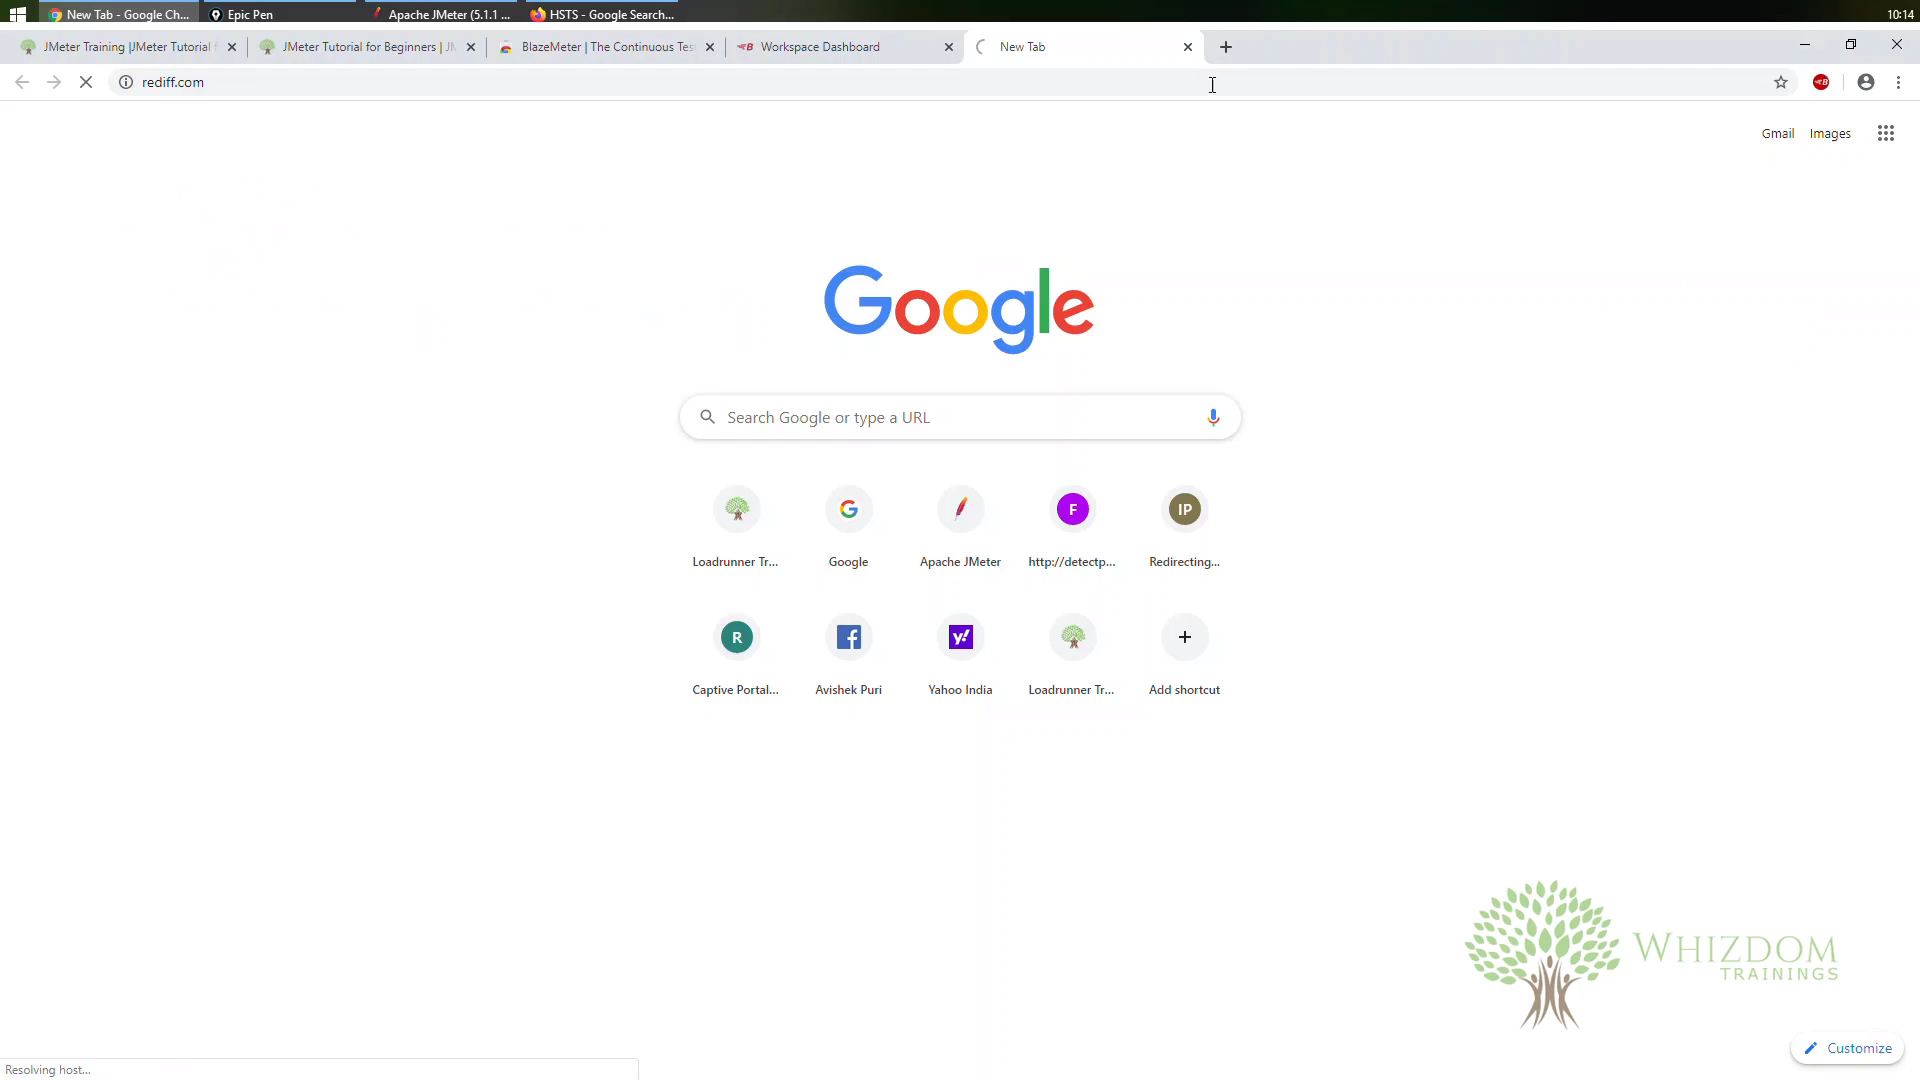 New Tab - Google Ch...
Epic Pen
Apache JMeter (5.1.1 ...
HSTS - Google Search...
10:14
JMeter Training |JMeter Tutorial f
JMeter Tutorial for Beginners | JM
BlazeMeter | The Continuous Tes
Workspace Dashboard
New Tab
rediff.com
Gmail
Images
Google
Search Google or type a URL
F
IP
Loadrunner Tr...
Google
Apache JMeter
http://detectp...
Redirecting...
R
y!
Captive Portal...
Avishek Puri
Yahoo India
Loadrunner Tr...
Add shortcut
WHIZDOM
TRAININGS
Customize
Resolving host...